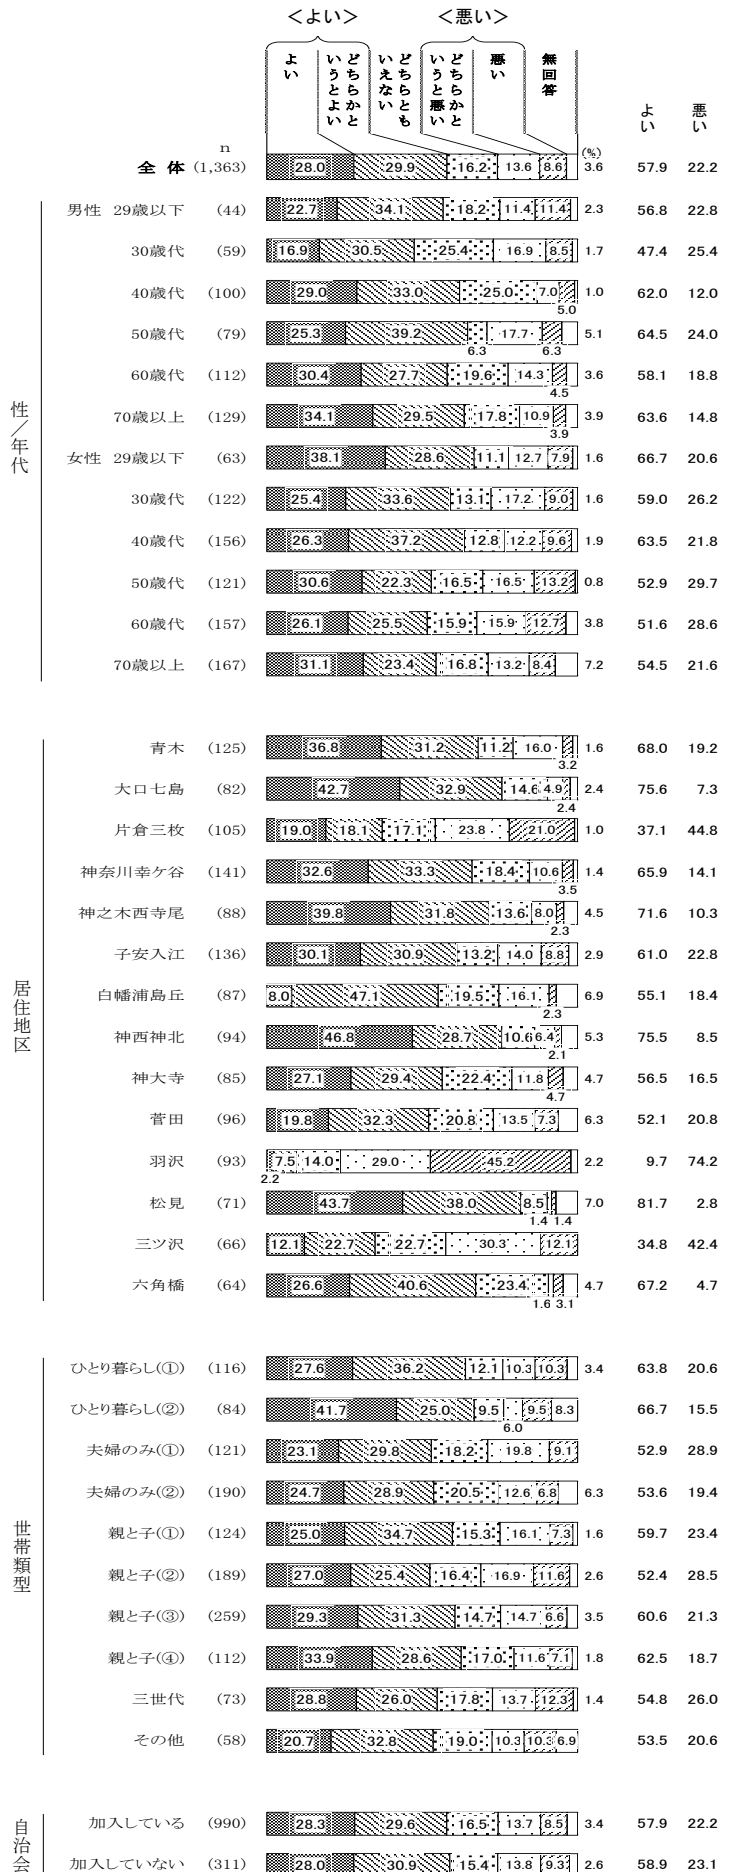 ＜よい＞ ＜悪い＞
よい
どちらかと
いうとよい
どちらとも
いえない
どちらかと
いうと悪い
悪い
無回答
よい 悪い
n (%)
全 体 (1,363) 28.0 29.9 16.2 13.6 8.6 3.6 57.9 22.2
性／年代
男性 29歳以下 (44) 22.7 34.1 18.2 11.4 11.4 2.3 56.8 22.8
30歳代 (59) 16.9 30.5 25.4 16.9 8.5 1.7 47.4 25.4
40歳代 (100) 29.0 33.0 25.0 7.0 5.0 1.0 62.0 12.0
50歳代 (79) 25.3 39.2 6.3 17.7 6.3 5.1 64.5 24.0
60歳代 (112) 30.4 27.7 19.6 14.3 4.5 3.6 58.1 18.8
70歳以上 (129) 34.1 29.5 17.8 10.9 3.9 3.9 63.6 14.8
女性 29歳以下 (63) 38.1 28.6 11.1 12.7 7.9 1.6 66.7 20.6
30歳代 (122) 25.4 33.6 13.1 17.2 9.0 1.6 59.0 26.2
40歳代 (156) 26.3 37.2 12.8 12.2 9.6 1.9 63.5 21.8
50歳代 (121) 30.6 22.3 16.5 16.5 13.2 0.8 52.9 29.7
60歳代 (157) 26.1 25.5 15.9 15.9 12.7 3.8 51.6 28.6
70歳以上 (167) 31.1 23.4 16.8 13.2 8.4 7.2 54.5 21.6
居住地区
青木 (125) 36.8 31.2 11.2 16.0 3.2 1.6 68.0 19.2
大口七島 (82) 42.7 32.9 14.6 4.9 2.4 2.4 75.6 7.3
片倉三枚 (105) 19.0 18.1 17.1 23.8 21.0 1.0 37.1 44.8
神奈川幸ケ谷 (141) 32.6 33.3 18.4 10.6 3.5 1.4 65.9 14.1
神之木西寺尾 (88) 39.8 31.8 13.6 8.0 2.3 4.5 71.6 10.3
子安入江 (136) 30.1 30.9 13.2 14.0 8.8 2.9 61.0 22.8
白幡浦島丘 (87) 8.0 47.1 19.5 16.1 2.3 6.9 55.1 18.4
神西神北 (94) 46.8 28.7 10.6 6.4 2.1 5.3 75.5 8.5
神大寺 (85) 27.1 29.4 22.4 11.8 4.7 4.7 56.5 16.5
菅田 (96) 19.8 32.3 20.8 13.5 7.3 6.3 52.1 20.8
羽沢 (93) 2.2 7.5 14.0 29.0 45.2 2.2 9.7 74.2
松見 (71) 43.7 38.0 8.5 1.4 1.4 7.0 81.7 2.8
三ツ沢 (66) 12.1 22.7 22.7 30.3 12.1 34.8 42.4
六角橋 (64) 26.6 40.6 23.4 1.6 3.1 4.7 67.2 4.7
世帯類型
ひとり暮らし(①) (116) 27.6 36.2 12.1 10.3 10.3 3.4 63.8 20.6
ひとり暮らし(②) (84) 41.7 25.0 9.5 6.0 9.5 8.3 66.7 15.5
夫婦のみ(①) (121) 23.1 29.8 18.2 19.8 9.1 52.9 28.9
夫婦のみ(②) (190) 24.7 28.9 20.5 12.6 6.8 6.3 53.6 19.4
親と子(①) (124) 25.0 34.7 15.3 16.1 7.3 1.6 59.7 23.4
親と子(②) (189) 27.0 25.4 16.4 16.9 11.6 2.6 52.4 28.5
親と子(③) (259) 29.3 31.3 14.7 14.7 6.6 3.5 60.6 21.3
親と子(④) (112) 33.9 28.6 17.0 11.6 7.1 1.8 62.5 18.7
三世代 (73) 28.8 26.0 17.8 13.7 12.3 1.4 54.8 26.0
その他 (58) 20.7 32.8 19.0 10.3 10.3 6.9 53.5 20.6
自治会
加入している (990) 28.3 29.6 16.5 13.7 8.5 3.4 57.9 22.2
加入していない (311) 28.0 30.9 15.4 13.8 9.3 2.6 58.9 23.1